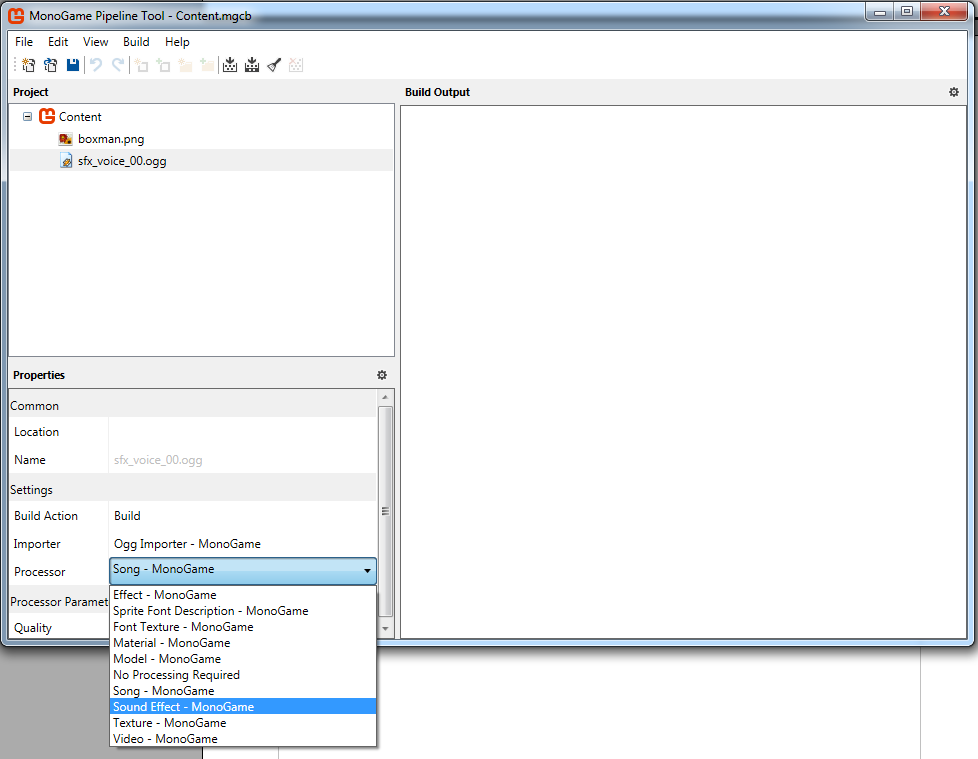 MonoGame Pipeline Tool - Content.mgcb
File Edit View Build Help
Project
Build Output
Content
boxman.png
sfx_voice_00.ogg
Properties
Common
Location
Name sfx_voice_00.ogg
Settings
Build Action Build
Importer Ogg Importer - MonoGame
Processor Song - MonoGame
Processor Paramet
Quality
Effect - MonoGame
Sprite Font Description - MonoGame
Font Texture - MonoGame
Material - MonoGame
Model - MonoGame
No Processing Required
Song - MonoGame
Sound Effect - MonoGame
Texture - MonoGame
Video - MonoGame